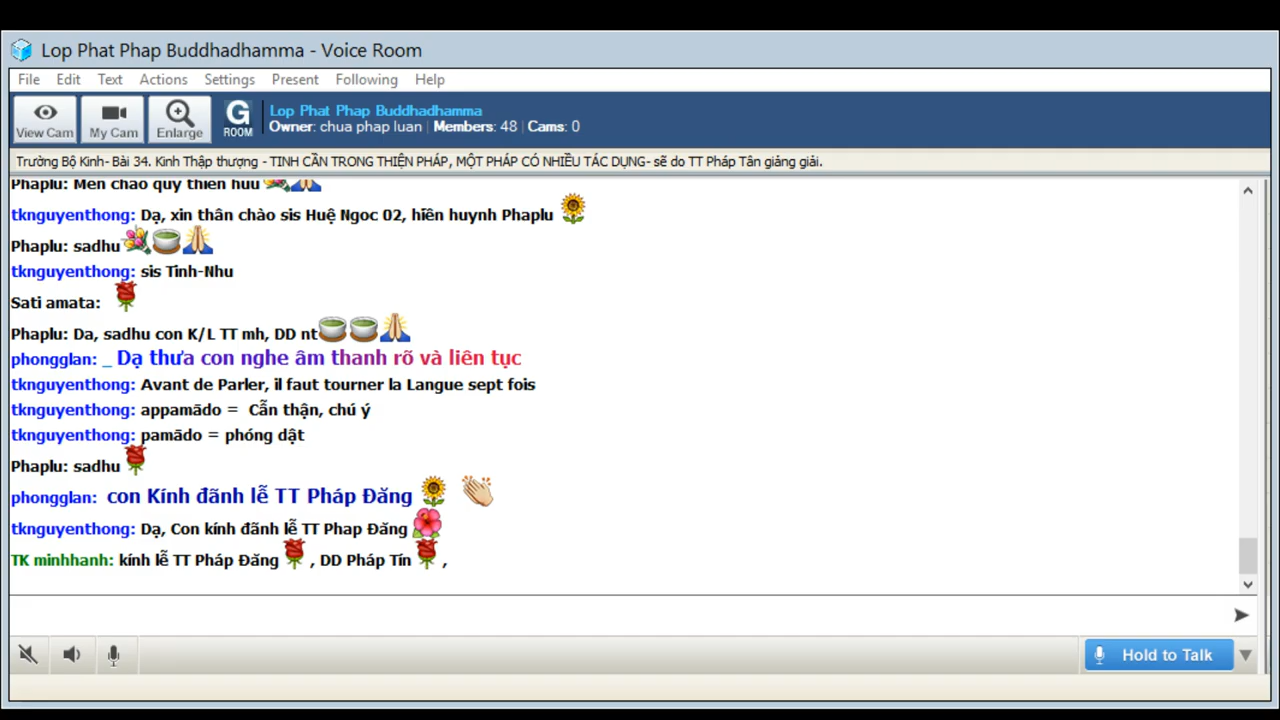 Lop Phat Phap Buddhadhamma - Voice Room
File Edit Text Actions Settings Present Following Help
View Cam My Cam Enlarge G ROOM
Lop Phat Phap Buddhadhamma
Owner: chua phap luan | Members: 48 | Cams: 0
Trường Bộ Kinh- Bài 34. Kinh Thập thượng - TINH CẦN TRONG THIỆN PHÁP, MỘT PHÁP CÓ NHIỀU TÁC DỤNG- sẽ do TT Pháp Tân giảng giải.
Phaplu: Mến chào quý thiện hữu
tknguyenthong: Dạ, xin thân chào sis Huệ Ngoc 02, hiền huynh Phaplu
Phaplu: sadhu
tknguyenthong: sis Tinh-Nhu
Sati amata:
Phaplu: Da, sadhu con K/L TT mh, DD nt
phongglan: _ Dạ thưa con nghe âm thanh rõ và liên tục
tknguyenthong: Avant de Parler, il faut tourner la Langue sept fois
tknguyenthong: appamādo = Cẩn thận, chú ý
tknguyenthong: pamādo = phóng dật
Phaplu: sadhu
phongglan: con Kính đãnh lễ TT Pháp Đăng
tknguyenthong: Dạ, Con kính đãnh lễ TT Phap Đăng
TK minhhanh: kính lễ TT Pháp Đăng , DD Pháp Tín ,
Hold to Talk